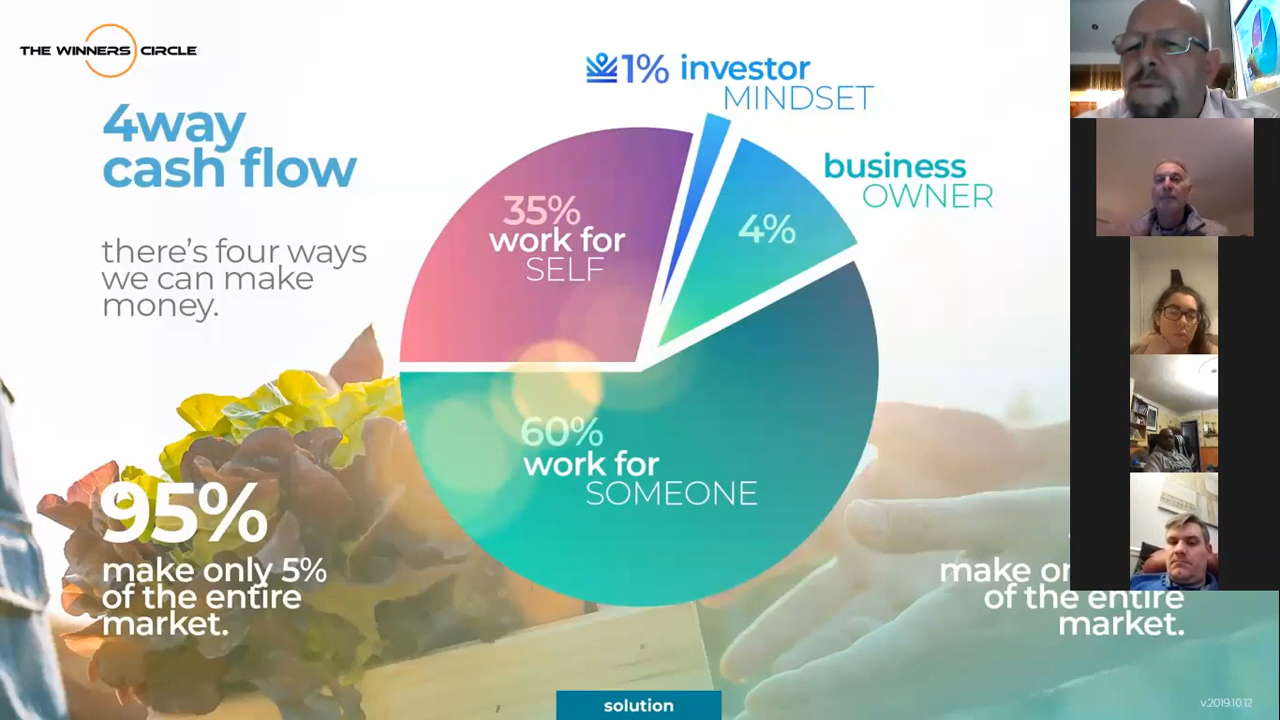 THE WINNERS CIRCLE
4way
cash flow
there's four ways
we can make
money.
1% investor
MINDSET
business
OWNER
4%
35%
work for
SELF
60%
work for
SOMEONE
95%
make only 5%
of the entire
market.
make
of the entire
market.
solution
v.2019.10.12